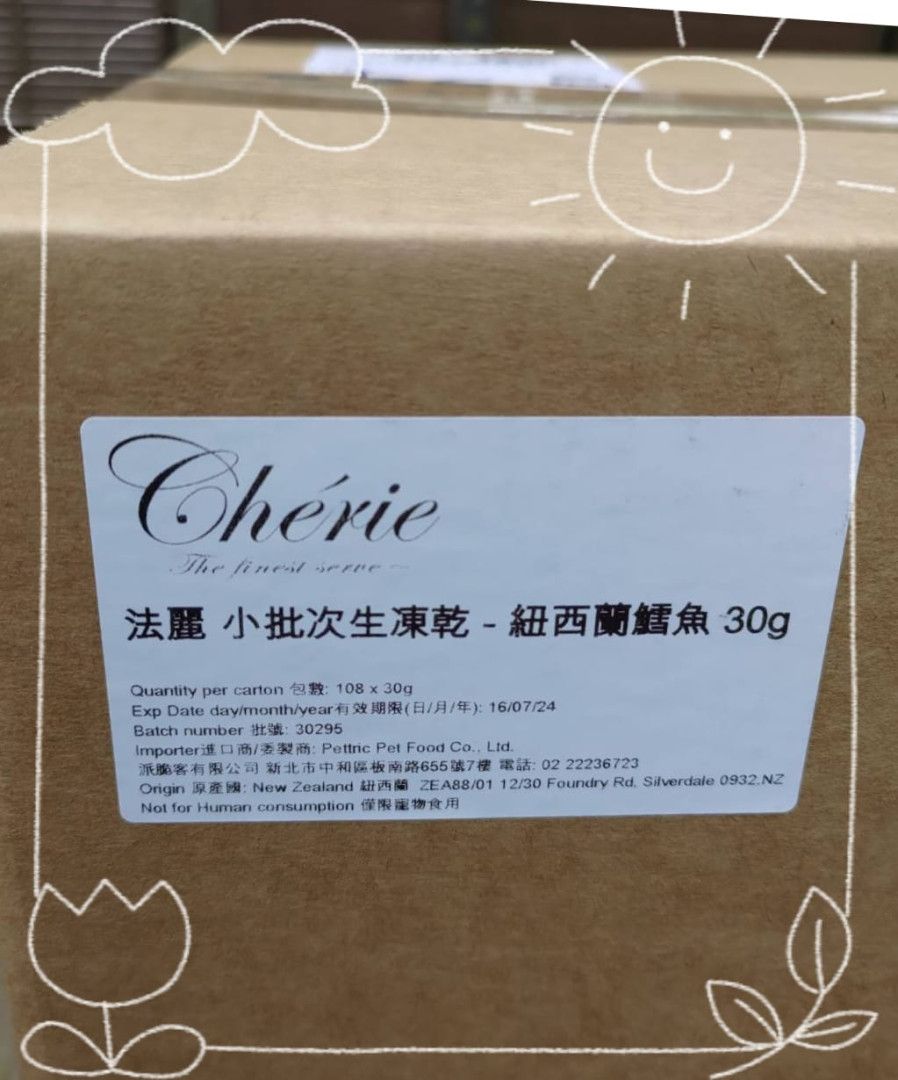 Chérie
The finest serve
法麗 小批次生凍乾 - 紐西蘭鱈魚 30g
Quantity per carton 包數: 108 x 30g
Exp Date day/month/year有效期限(日/月/年): 16/07/24
Batch number 批號: 30295
Importer進口商/委製商: Pettric Pet Food Co., Ltd.
派脆客有限公司 新北市中和區板南路655號7樓 電話: 02 22236723
Origin 原產國: New Zealand 紐西蘭 ZEA88/01 12/30 Foundry Rd, Silverdale 0932,NZ
Not for Human consumption 僅限寵物食用